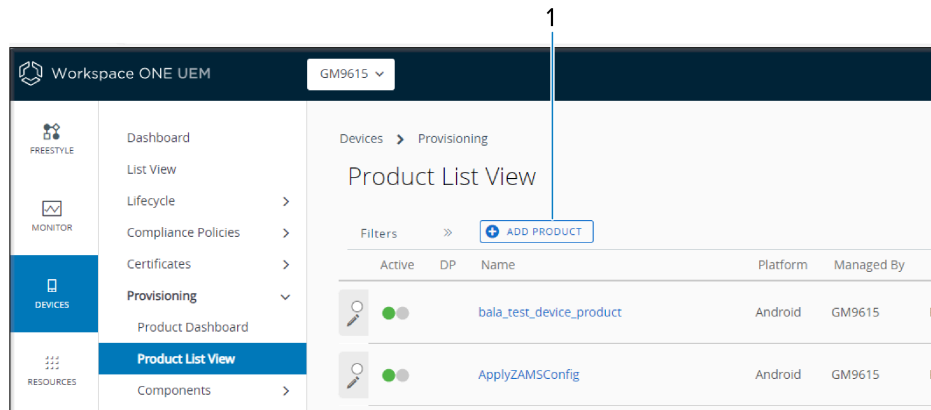 1
Workspace ONE UEM
GM9615
FREESTYLE
MONITOR
DEVICES
RESOURCES
Dashboard
List View
Lifecycle
Compliance Policies
Certificates
Provisioning
Product Dashboard
Product List View
Components
Devices > Provisioning
Product List View
Filters » ADD PRODUCT
Active DP Name Platform Managed By
bala_test_device_product Android GM9615
ApplyZAMSConfig Android GM9615